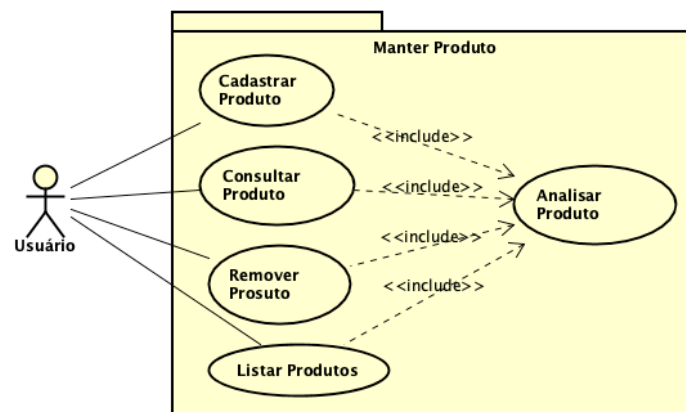 Manter Produto
Cadastrar
Produto
<<include>>
Consultar
Produto
<<include>>
Analisar
Produto
Usuário
Remover
Prosuto
<<include>>
<<include>>
Listar Produtos